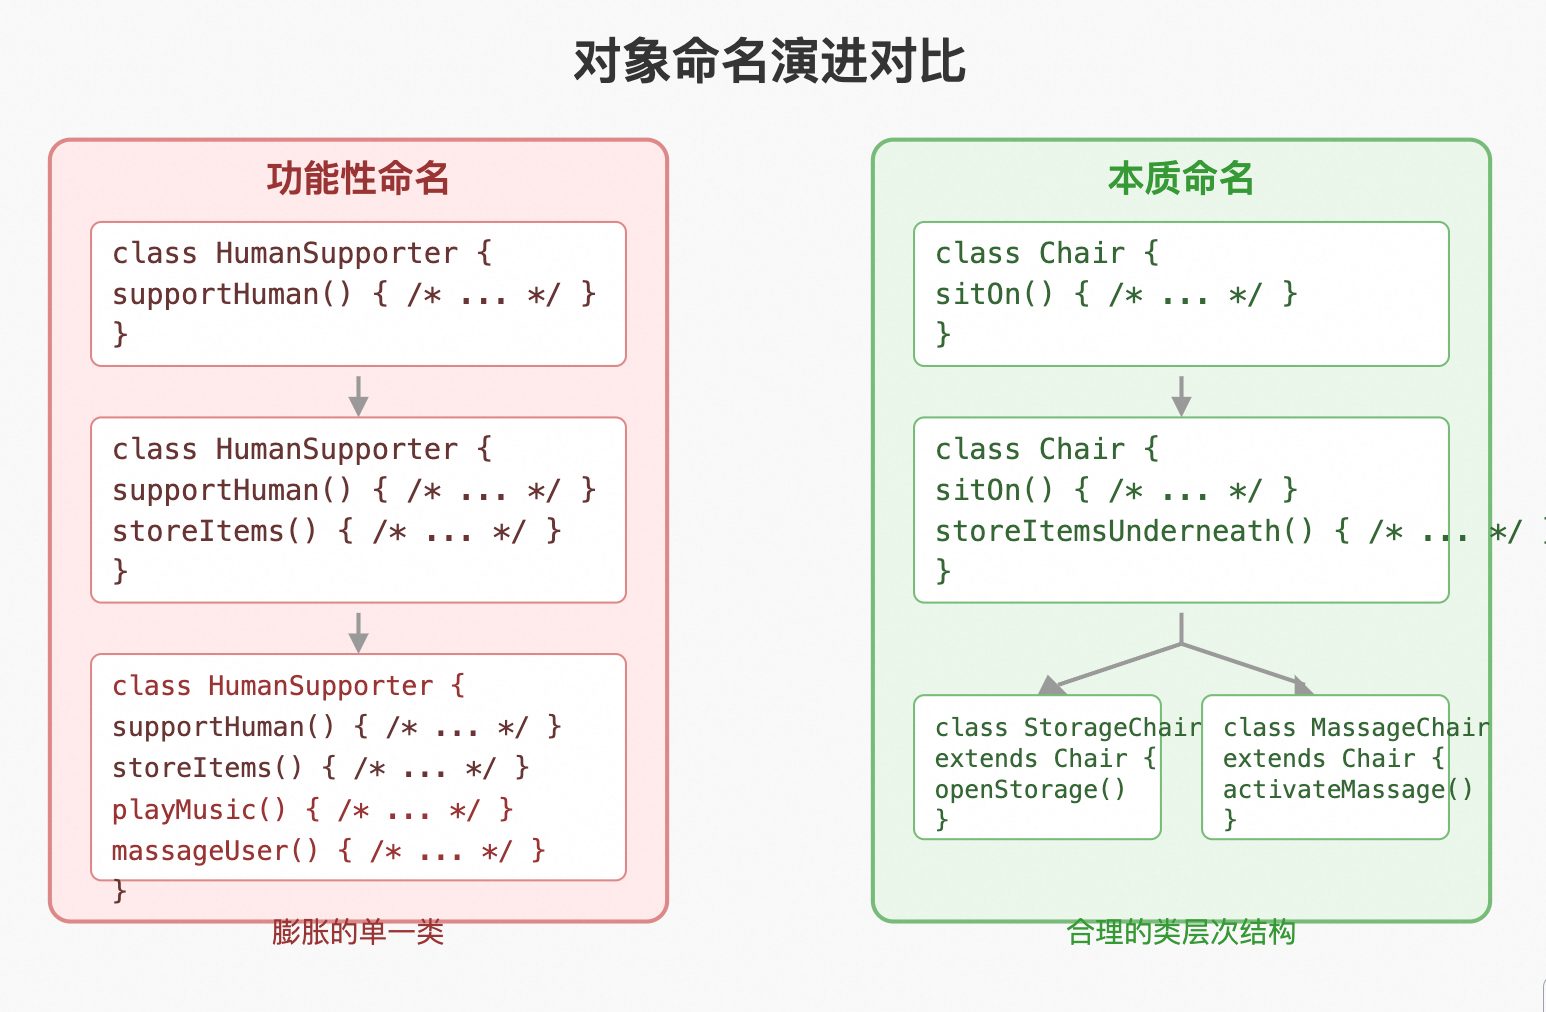 对象命名演进对比
功能性命名
class HumanSupporter {
supportHuman() { /* ... */ }
}
class HumanSupporter {
supportHuman() { /* ... */ }
storeItems() { /* ... */ }
}
class HumanSupporter {
supportHuman() { /* ... */ }
storeItems() { /* ... */ }
playMusic() { /* ... */ }
massageUser() { /* ... */ }
}
膨胀的单一类
本质命名
class Chair {
sitOn() { /* ... */ }
}
class Chair {
sitOn() { /* ... */ }
storeItemsUnderneath() { /* ... */ }
}
class StorageChair
extends Chair {
openStorage()
}
class MassageChair
extends Chair {
activateMassage()
}
合理的类层次结构